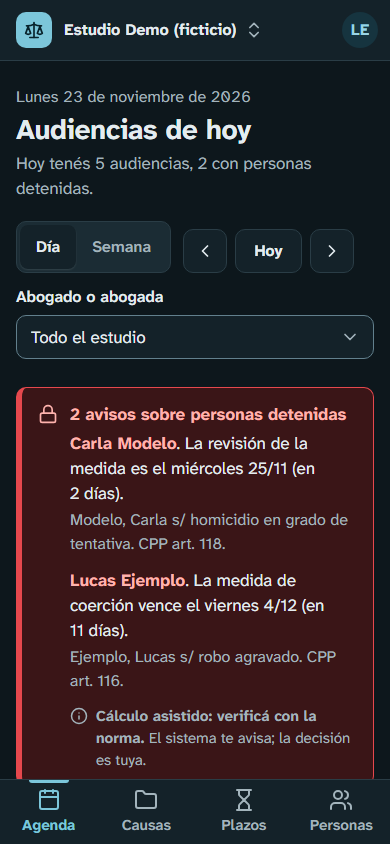 Estudio Demo (ficticio)
LE
Lunes 23 de noviembre de 2026
Audiencias de hoy
Hoy tenés 5 audiencias, 2 con personas
detenidas.
Día
Semana
Hoy
Abogado o abogada
Todo el estudio
2 avisos sobre personas detenidas
Carla Modelo. La revisión de la
medida es el miércoles 25/11 (en
2 días).
Modelo, Carla s/ homicidio en grado de
tentativa. CPP art. 118.
Lucas Ejemplo. La medida de
coerción vence el viernes 4/12 (en
11 días).
Ejemplo, Lucas s/ robo agravado. CPP
art. 116.
Cálculo asistido: verificá con la
norma. El sistema te avisa; la decisión
es tuya.
Agenda
Causas
Plazos
Personas